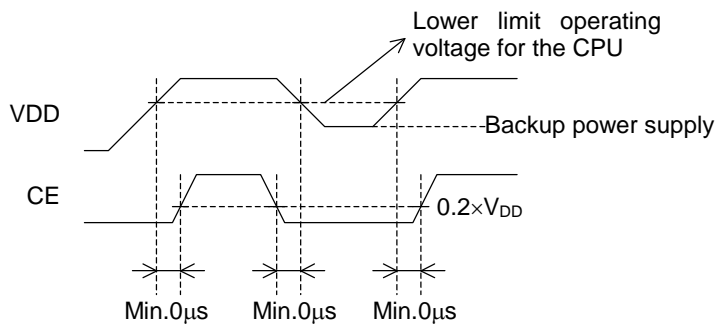 Lower limit operating
voltage for the CPU
VDD
Backup power supply
CE
0.2×VDD
Min.0μs Min.0μs Min.0μs